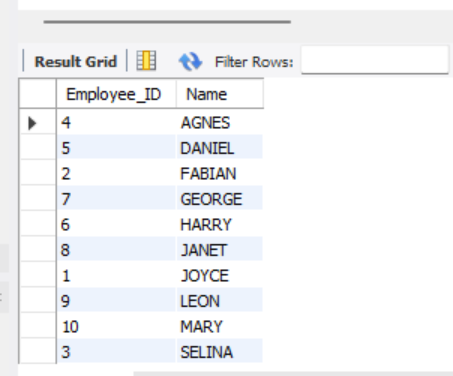 Result Grid Filter Rows:
Employee_ID Name
4 AGNES
5 DANIEL
2 FABIAN
7 GEORGE
6 HARRY
8 JANET
1 JOYCE
9 LEON
10 MARY
3 SELINA